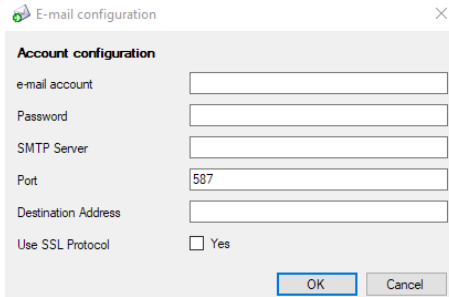 E-mail configuration
Account configuration
e-mail account
Password
SMTP Server
Port 587
Destination Address
Use SSL Protocol Yes
OK Cancel